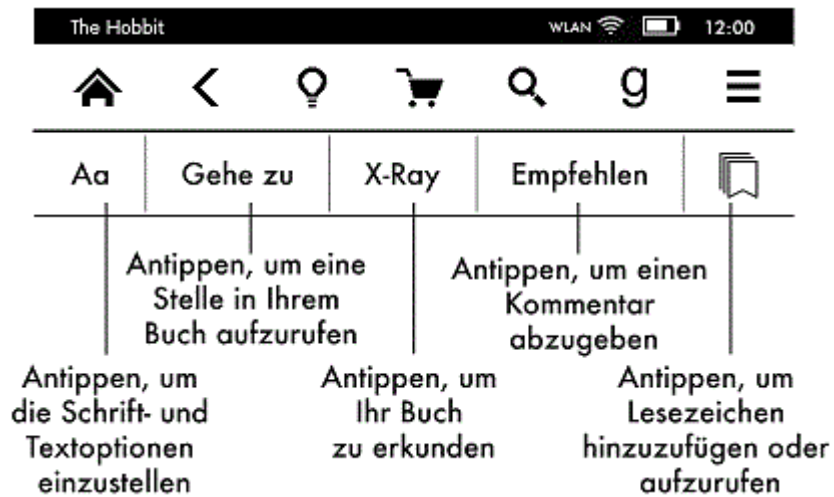 The Hobbit WLAN 12:00
g
Aa Gehe zu X-Ray Empfehlen
Antippen, um eine
Stelle in Ihrem
Buch aufzurufen
Antippen, um einen
Kommentar
abzugeben
Antippen, um
die Schrift- und
Textoptionen
einzustellen
Antippen, um
Ihr Buch
zu erkunden
Antippen, um
Lesezeichen
hinzuzufügen oder
aufzurufen